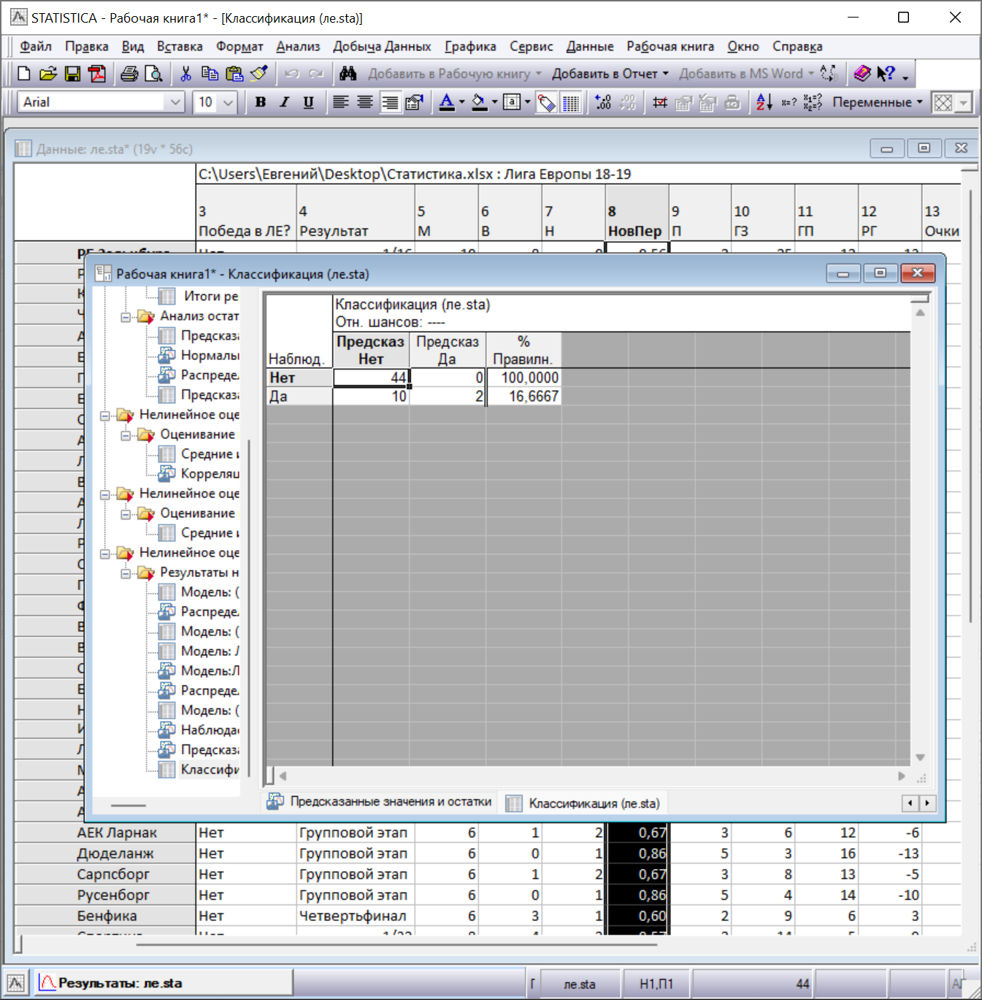 STATISTICA - Рабочая книга1* - [Классификация (ле.sta)]
Файл Правка Вид Вставка Формат Анализ Добыча Данных Графика Сервис Данные Рабочая книга Окно Справка
Добавить в Рабочую книгу Добавить в Отчет Добавить в MS Word
Arial 10 B I U Переменные
Данные: ле.sta* (19v * 56c)
C:\Users\Евгений\Desktop\Статистика.xlsx : Лига Европы 18-19
3 4 5 6 7 8 9 10 11 12 13
Победа в ЛЕ? Результат М В Н НовПер П ГЗ ГП РГ Очки
Рабочая книга1* - Классификация (ле.sta)
Итоги ре
Анализ остат
Предсказа
Нормалы
Распреде
Предсказа
Нелинейное оце
Оценивание
Средние и
Корреляц
Нелинейное оце
Оценивание
Средние и
Нелинейное оце
Результаты н
Модель: (
Распреде
Модель: (
Модель: Л
Модель:Л
Распреде
Модель: (
Наблюдае
Предсказа
Классифи
Классификация (ле.sta)
Отн. шансов: ----
Предсказ Предсказ %
Наблюд. Нет Да Правилн.
Нет 44 0 100,0000
Да 10 2 16,6667
Предсказанные значения и остатки Классификация (ле.sta)
АЕК Ларнак Нет Групповой этап 6 1 2 0,67 3 6 12 -6
Дюделанж Нет Групповой этап 6 0 1 0,86 5 3 16 -13
Сарпсборг Нет Групповой этап 6 1 2 0,67 3 8 13 -5
Русенборг Нет Групповой этап 6 0 1 0,86 5 4 14 -10
Бенфика Нет Четвертьфинал 6 3 1 0,60 2 9 6 3
Результаты: ле.sta Г ле.sta Н1,П1 44